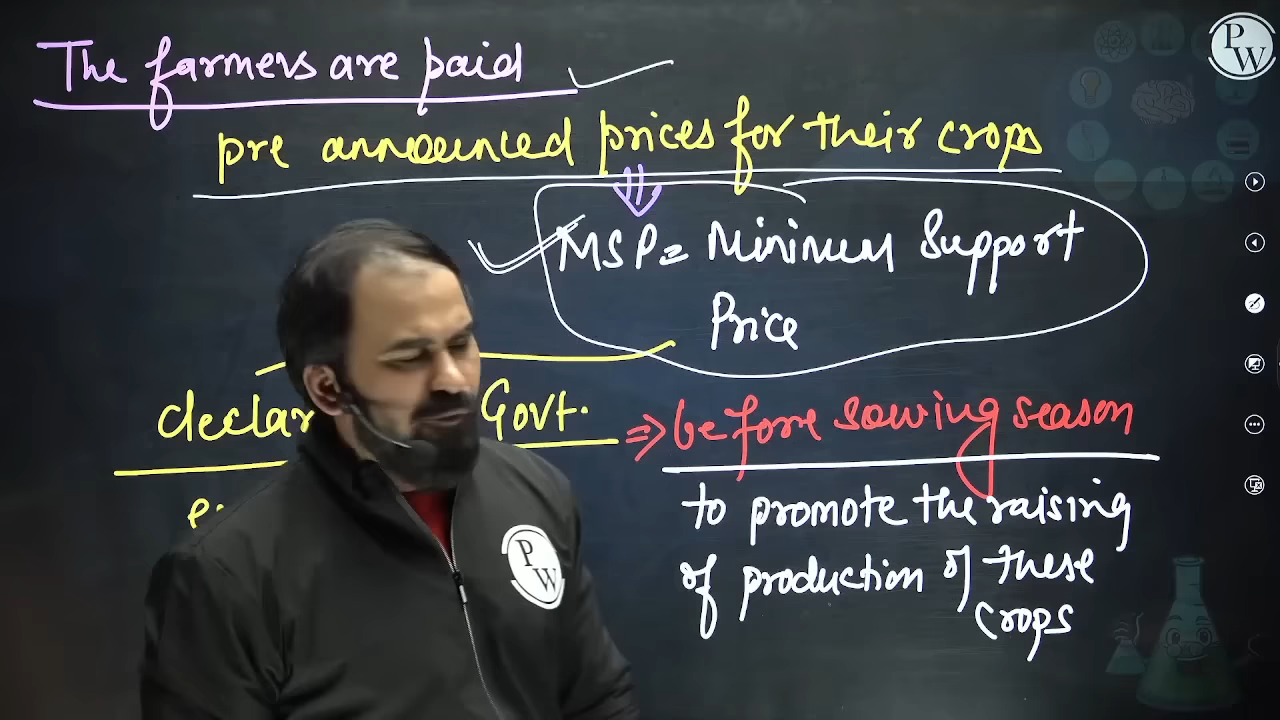 The farmers are paid
pre announced prices for their crops
MSP = Minimum Support
Price
Govt. ⇒ before sowing season
to promote the raising
of production of these
crops
PW
PW